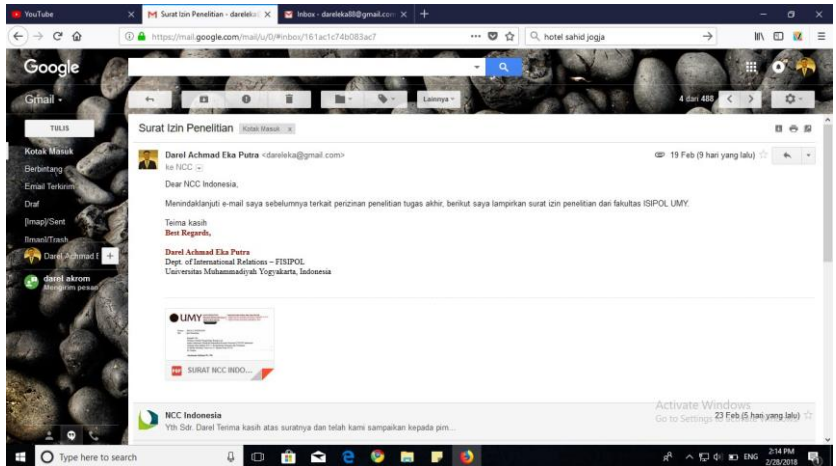 YouTube
Surat Izin Penelitian - dareleka
Inbox - dareleka88@gmail.com
https://mail.google.com/mail/u/0/#inbox/161ac1c74b083ac7
hotel sahid jogja
Google
Gmail
Lainnya
4 dari 488
TULIS
Surat Izin Penelitian
Kotak Masuk x
Kotak Masuk
Berbintang
Email Terkirim
Draf
[Imap]/Sent
[Imap]/Trash
Darel Achmad E
darel akrom
Mengirim pesan
Darel Achmad Eka Putra <dareleka@gmail.com>
19 Feb (9 hari yang lalu)
ke NCC
Dear NCC Indonesia,
Menindaklanjuti e-mail saya sebelumnya terkait perizinan penelitian tugas akhir, berikut saya lampirkan surat izin penelitian dari fakultas ISIPOL UMY.
Teima kasih
Best Regards,
Darel Achmad Eka Putra
Dept. of International Relations – FISIPOL
Universitas Muhammadiyah Yogyakarta, Indonesia
UMY
PDF
SURAT NCC INDO...
NCC Indonesia
23 Feb (5 hari yang lalu)
Yth Sdr. Darel Terima kasih atas suratnya dan telah kami sampaikan kepada pim...
Activate Windows
Go to Settings to activate Windows.
Type here to search
ENG
2:14 PM
2/28/2018